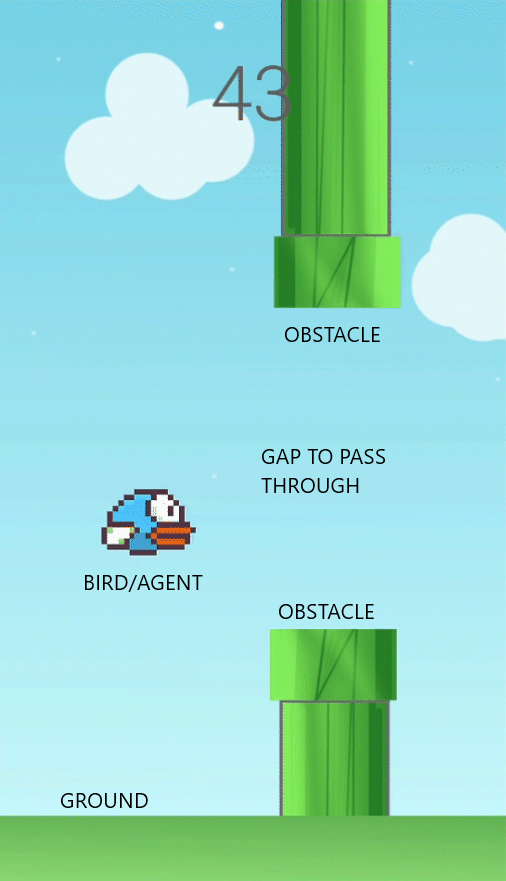 43
OBSTACLE
GAP TO PASS
THROUGH
BIRD/AGENT
OBSTACLE
GROUND